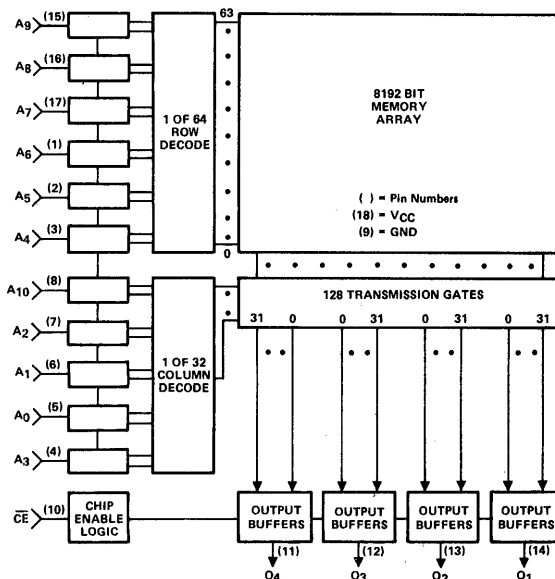 A9 (15)
A8 (16)
A7 (17)
A6 (1)
A5 (2)
A4 (3)
1 OF 64
ROW
DECODE
63
0
8192 BIT
MEMORY
ARRAY
( ) = Pin Numbers
(18) = VCC
(9) = GND
A10 (8)
A2 (7)
A1 (6)
A0 (5)
A3 (4)
1 OF 32
COLUMN
DECODE
128 TRANSMISSION GATES
31 0 0 31 0 31 0 31
CE (10)
CHIP
ENABLE
LOGIC
OUTPUT
BUFFERS
OUTPUT
BUFFERS
OUTPUT
BUFFERS
OUTPUT
BUFFERS
(11) (12) (13) (14)
O4 O3 O2 O1